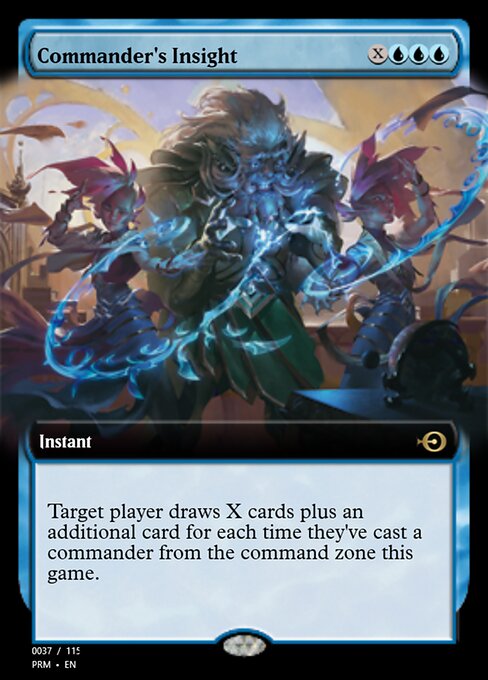 Commander's Insight X
Instant
Target player draws X cards plus an
additional card for each time they've cast a
commander from the command zone this
game.
0037 / 115
PRM • EN